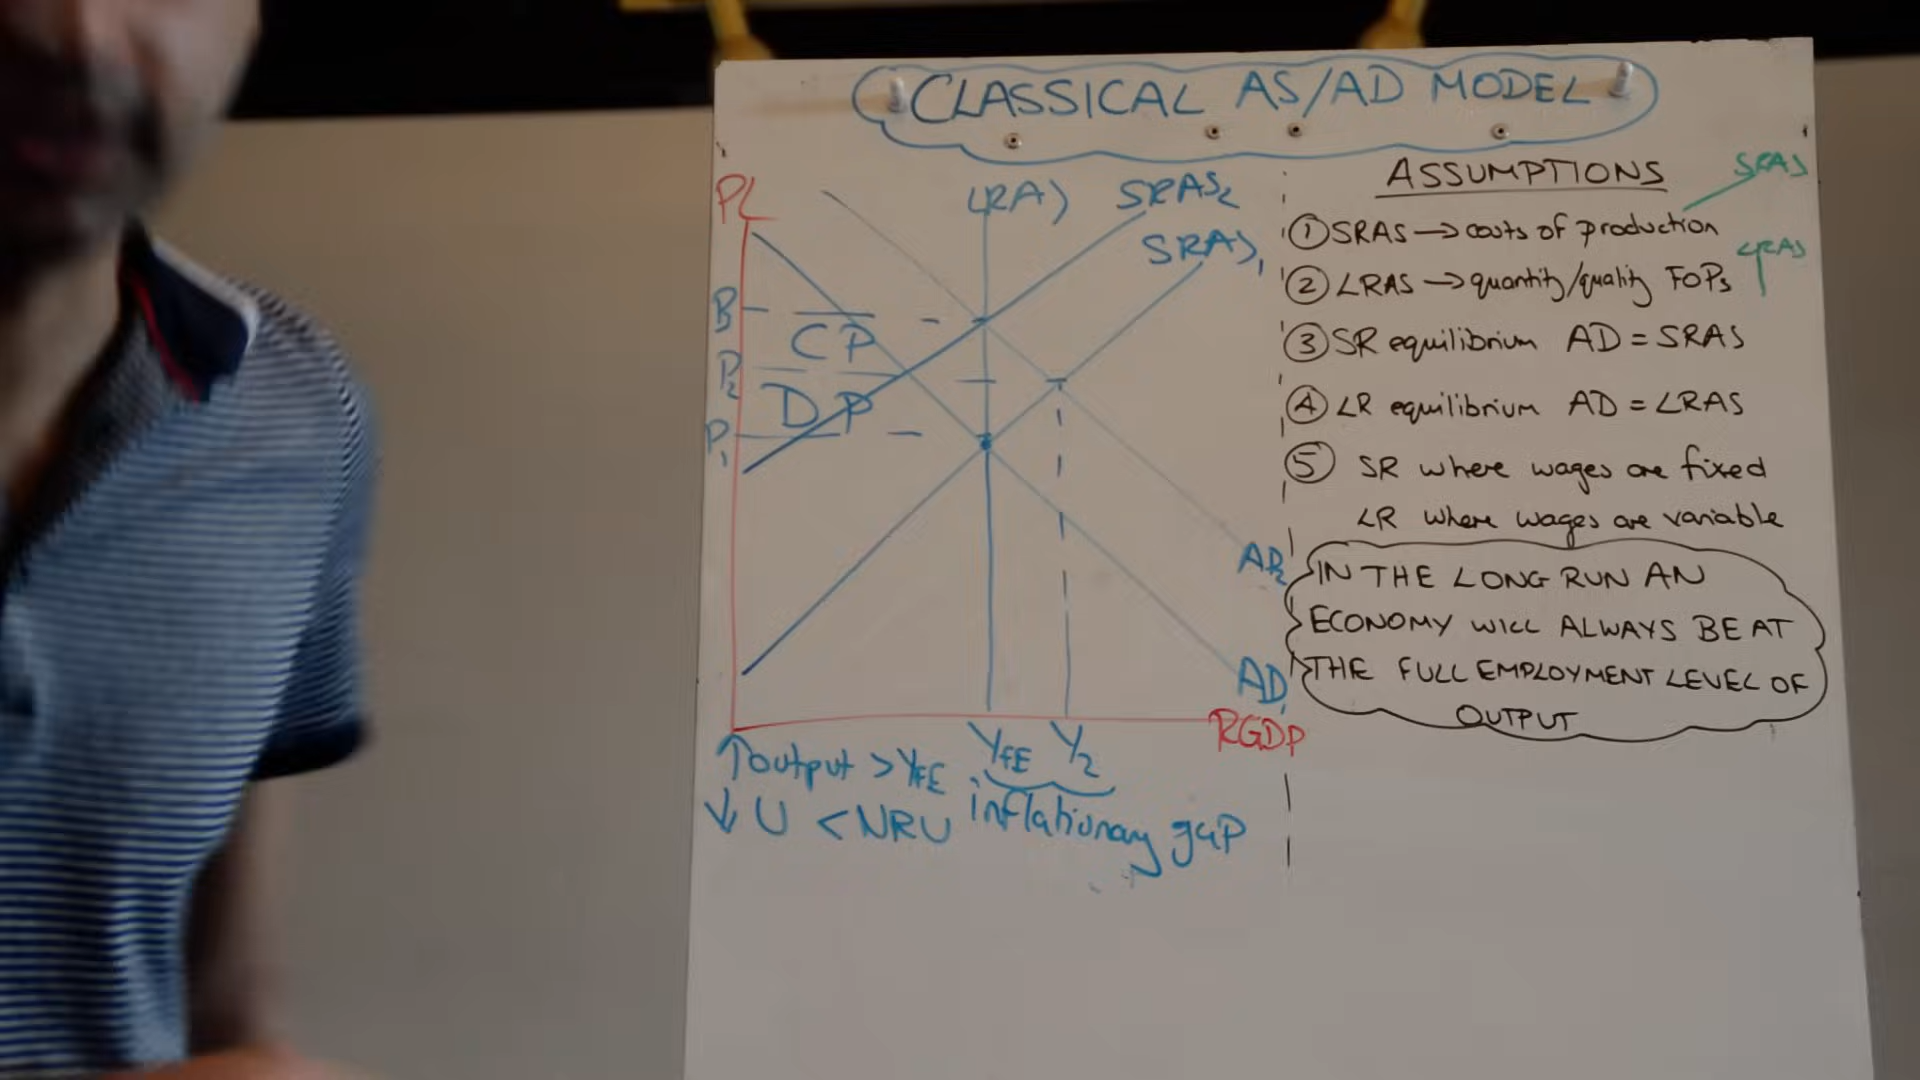 CLASSICAL AS/AD MODEL
PL
LRAS
SRAS2
SRAS1
P3
P2
P1
CP
DP
AD2
AD1
RGDP
YFE Y2
↑output > YFE
↓ U < NRU
inflationary gap
ASSUMPTIONS
SRAS
① SRAS → costs of production
LRAS
② LRAS → quantity/quality FOPs
③ SR equilibrium AD = SRAS
④ LR equilibrium AD = LRAS
⑤ SR where wages are fixed
LR where wages are variable
IN THE LONG RUN AN
ECONOMY WILL ALWAYS BE AT
THE FULL EMPLOYMENT LEVEL OF
OUTPUT